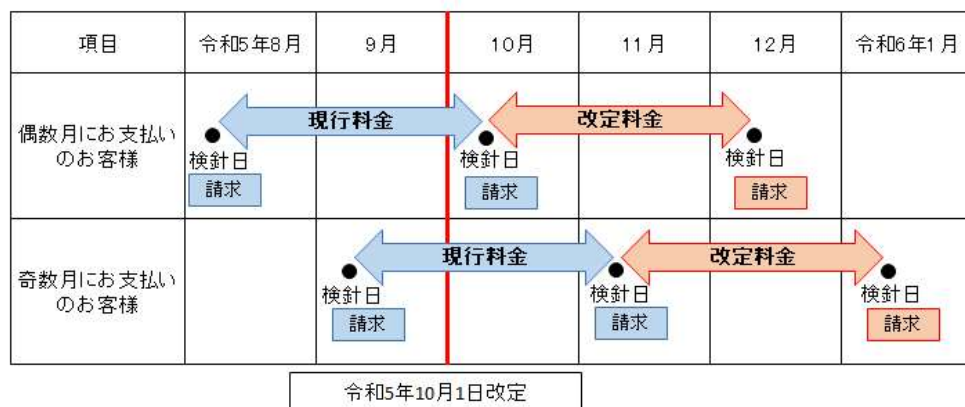 項目 令和5年8月 9月 10月 11月 12月 令和6年1月
偶数月にお支払い
のお客様
現行料金 改定料金
検針日 検針日 検針日
請求 請求 請求
奇数月にお支払い
のお客様
現行料金 改定料金
検針日 検針日 検針日
請求 請求 請求
令和5年10月1日改定